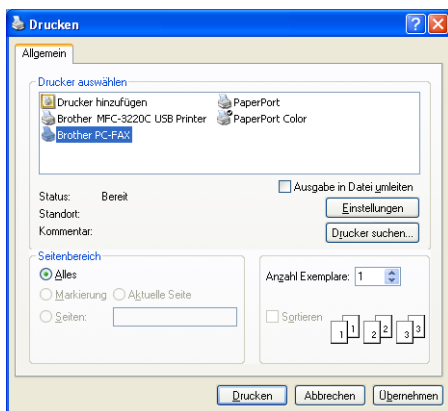 Drucken
Allgemein
Drucker auswählen
Drucker hinzufügen
PaperPort
Brother MFC-3220C USB Printer
PaperPort Color
Brother PC-FAX
Status: Bereit
Ausgabe in Datei umleiten
Standort:
Einstellungen
Kommentar:
Drucker suchen...
Seitenbereich
Alles
Anzahl Exemplare: 1
Markierung Aktuelle Seite
Seiten:
Sortieren
1 1 2 2 3 3
Drucken Abbrechen Übernehmen